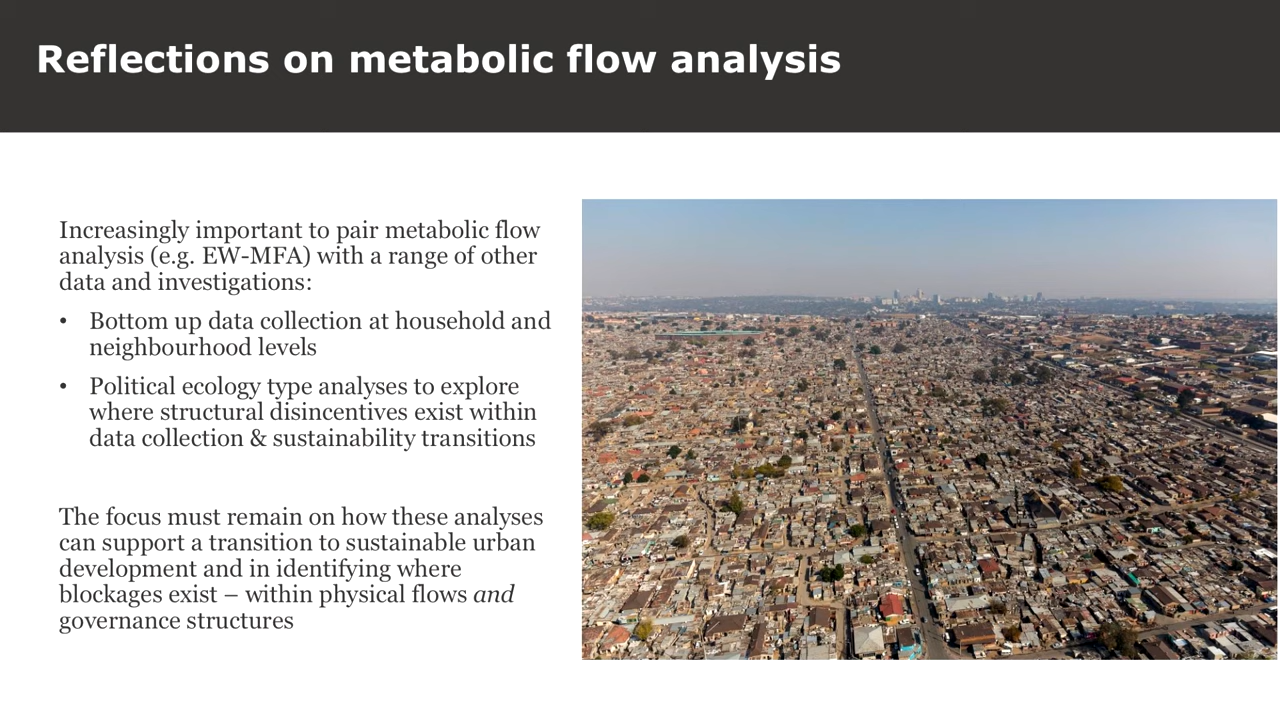 Reflections on metabolic flow analysis
Increasingly important to pair metabolic flow
analysis (e.g. EW-MFA) with a range of other
data and investigations:
• Bottom up data collection at household and
neighbourhood levels
• Political ecology type analyses to explore
where structural disincentives exist within
data collection & sustainability transitions
The focus must remain on how these analyses
can support a transition to sustainable urban
development and in identifying where
blockages exist – within physical flows and
governance structures